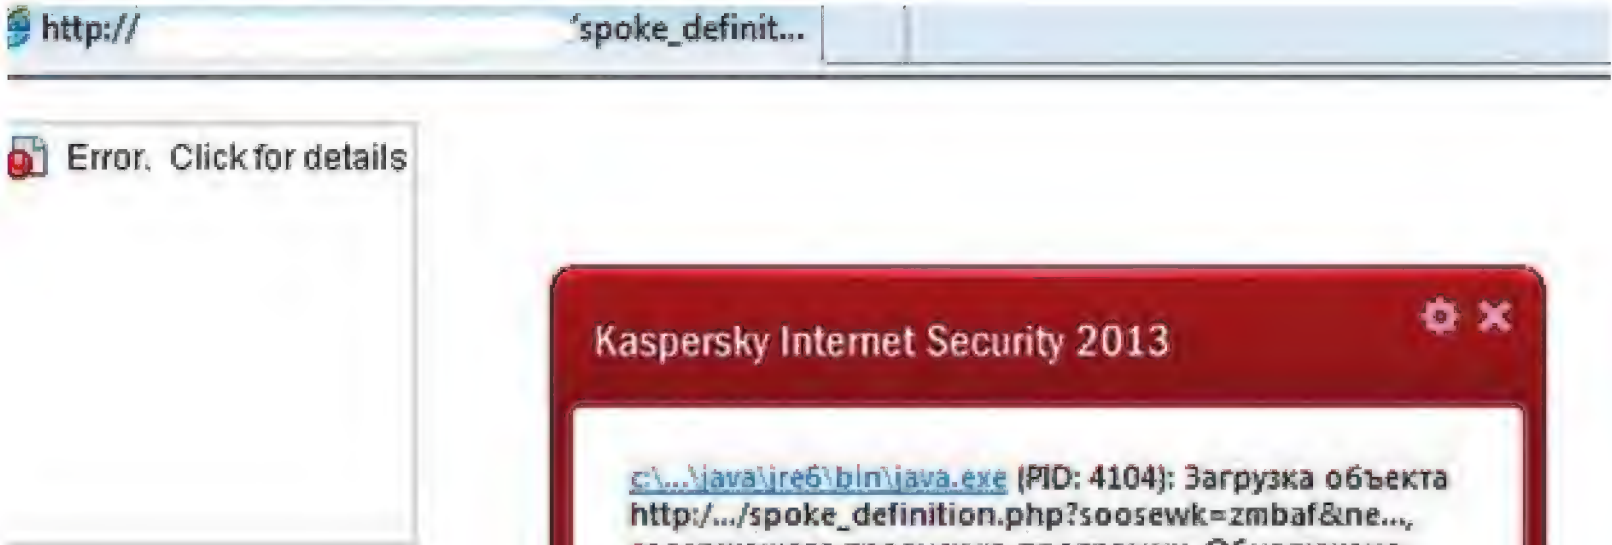 http:// 'spoke_definit...
Error. Click for details
Kaspersky Internet Security 2013
c:\...\java\jre6\bin\java.exe (PID: 4104): Загрузка объекта
http:/.../spoke_definition.php?soosewk=zmbaf&ne...,